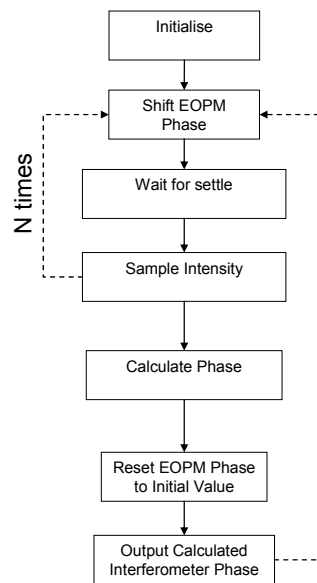 Initialise
Shift EOPM
Phase
N times
Wait for settle
Sample Intensity
Calculate Phase
Reset EOPM Phase
to Initial Value
Output Calculated
Interferometer Phase